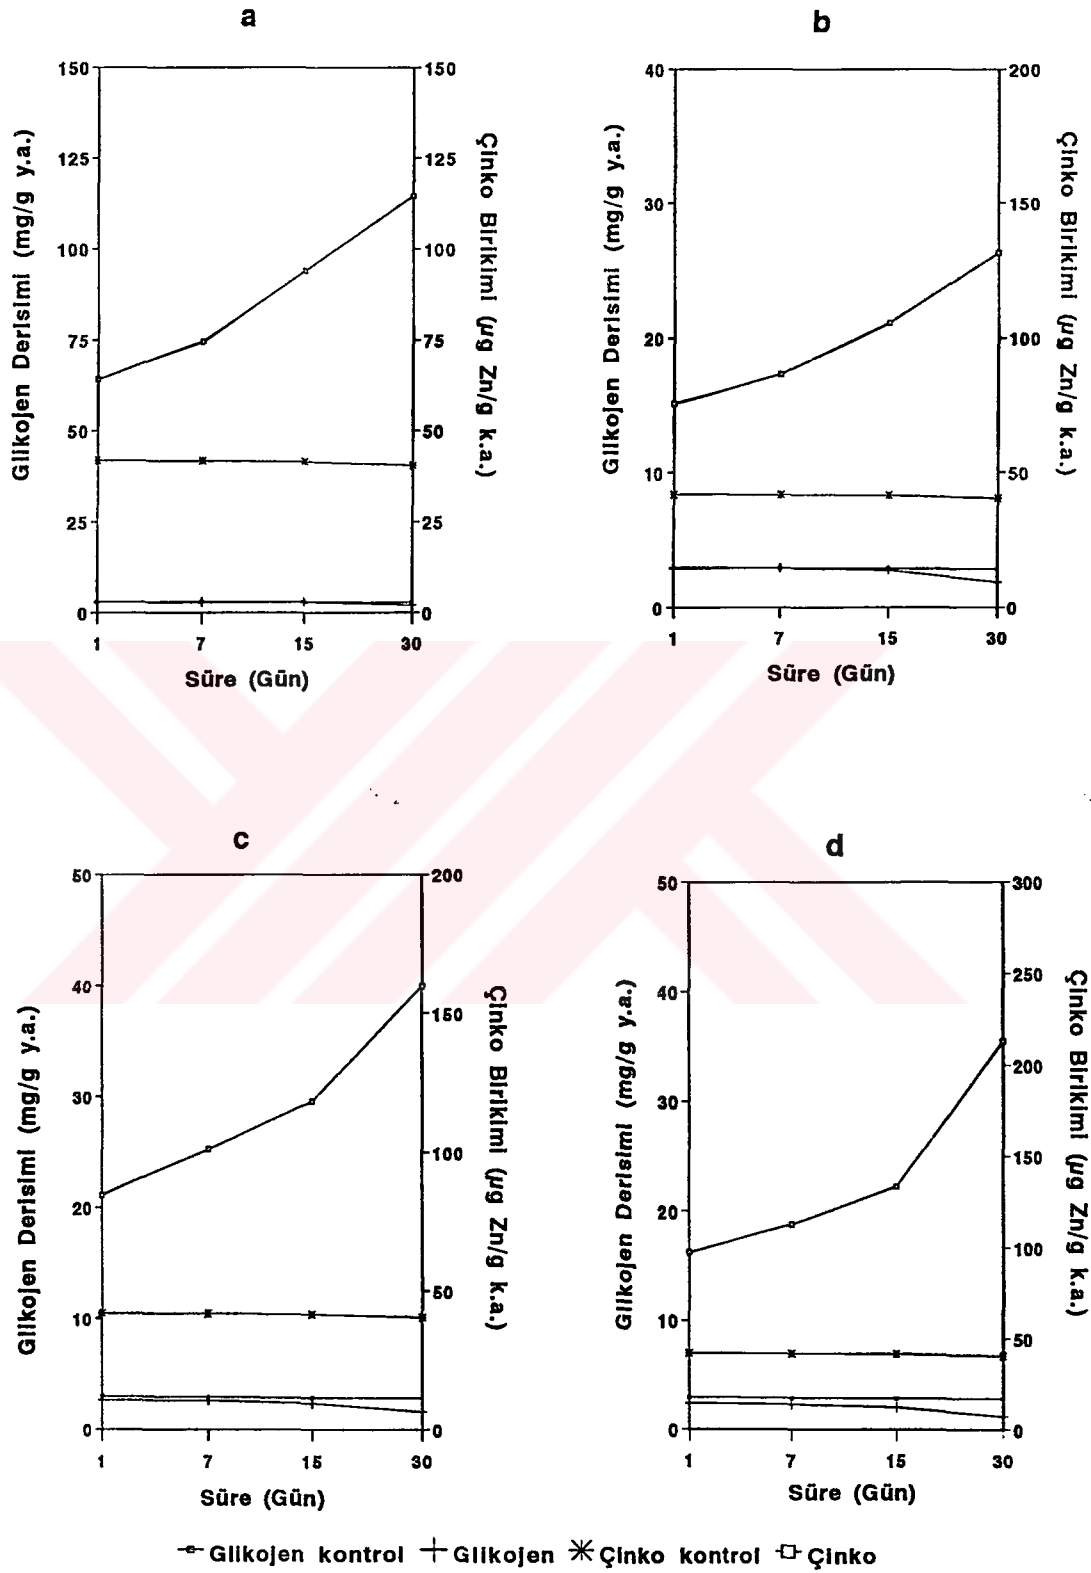 a
150
125
100
75
50
25
0
Glikojen Derisimi (mg/g y.a.)
150
125
100
75
50
25
0
Çinko Birikimi (µg Zn/g k.a.)
1 7 15 30
Süre (Gün)
b
40
30
20
10
0
Glikojen Derisimi (mg/g y.a.)
200
150
100
50
0
Çinko Birikimi (µg Zn/g k.a.)
1 7 15 30
Süre (Gün)
c
50
40
30
20
10
0
Glikojen Derisimi (mg/g y.a.)
200
150
100
50
0
Çinko Birikimi (µg Zn/g k.a.)
1 7 15 30
Süre (Gün)
d
50
40
30
20
10
0
Glikojen Derisimi (mg/g y.a.)
300
250
200
150
100
50
0
Çinko Birikimi (µg Zn/g k.a.)
1 7 15 30
Süre (Gün)
Glikojen kontrol Glikojen Çinko kontrol Çinko